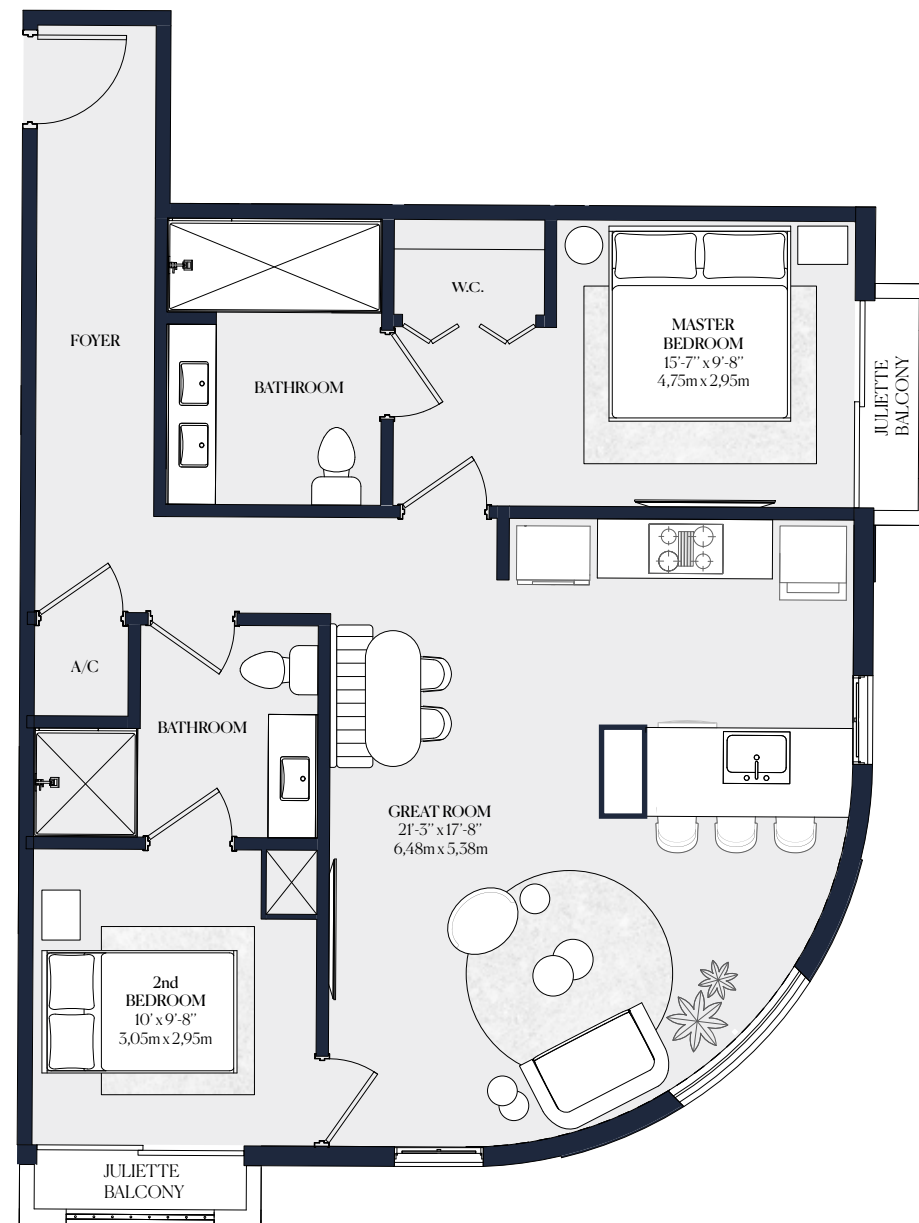 W.C.
FOYER
MASTER
BEDROOM
15'-7'' x 9'-8''
4,75m x 2,95m
JULIETTE
BALCONY
BATHROOM
A/C
BATHROOM
GREAT ROOM
21'-3'' x 17'-8''
6,48m x 5,38m
2nd
BEDROOM
10' x 9'-8''
3,05m x 2,95m
JULIETTE
BALCONY